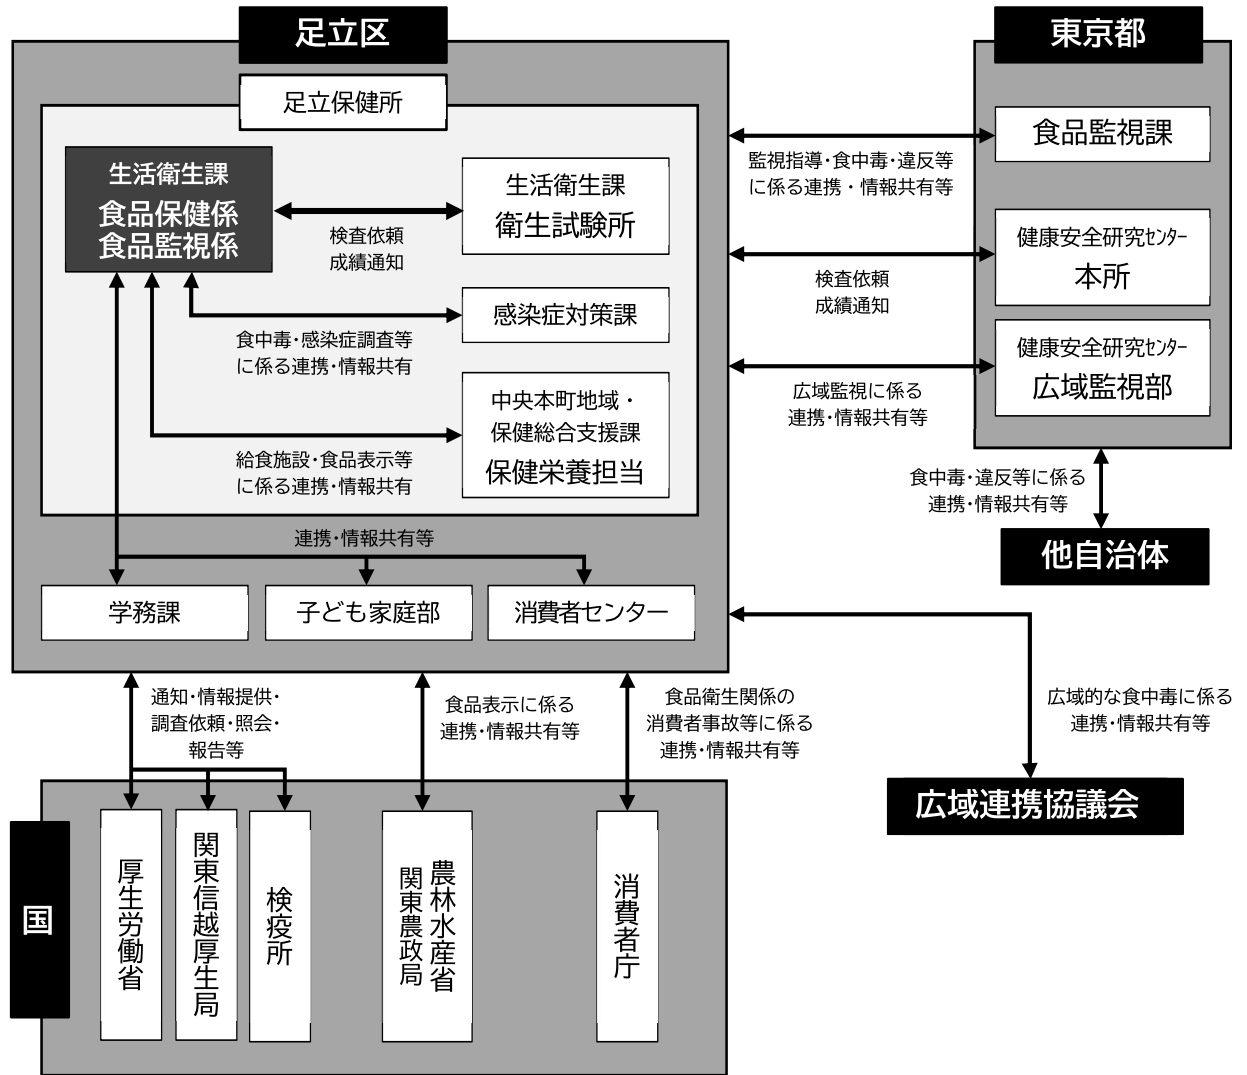 足立区
足立保健所
生活衛生課
食品保健係
食品監視係
検査依頼
成績通知
生活衛生課
衛生試験所
食中毒・感染症調査等
に係る連携・情報共有
感染症対策課
給食施設・食品表示等
に係る連携・情報共有
中央本町地域・
保健総合支援課
保健栄養担当
連携・情報共有等
学務課
子ども家庭部
消費者センター
東京都
監視指導・食中毒・違反等
に係る連携・情報共有等
食品監視課
検査依頼
成績通知
健康安全研究ｾﾝﾀｰ
本所
広域監視に係る
連携・情報共有等
健康安全研究ｾﾝﾀｰ
広域監視部
食中毒・違反等に係る
連携・情報共有等
他自治体
広域的な食中毒に係る
連携・情報共有等
広域連携協議会
通知・情報提供・
調査依頼・照会・
報告等
食品表示に係る
連携・情報共有等
食品衛生関係の
消費者事故等に係る
連携・情報共有等
国
厚生労働省
関東信越厚生局
検疫所
農林水産省
関東農政局
消費者庁